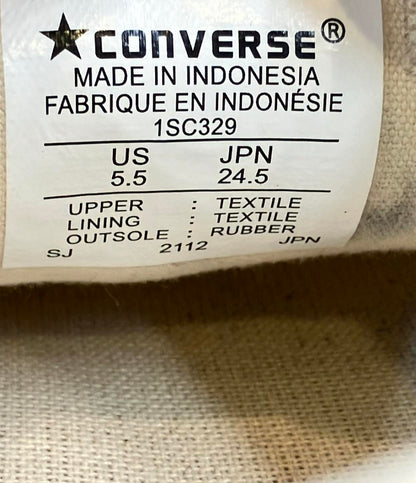 ★CONVERSE®
MADE IN INDONESIA
FABRIQUE EN INDONÉSIE
1SC329
US JPN
5.5 24.5
UPPER : TEXTILE
LINING : TEXTILE
OUTSOLE : RUBBER
SJ 2112 JPN